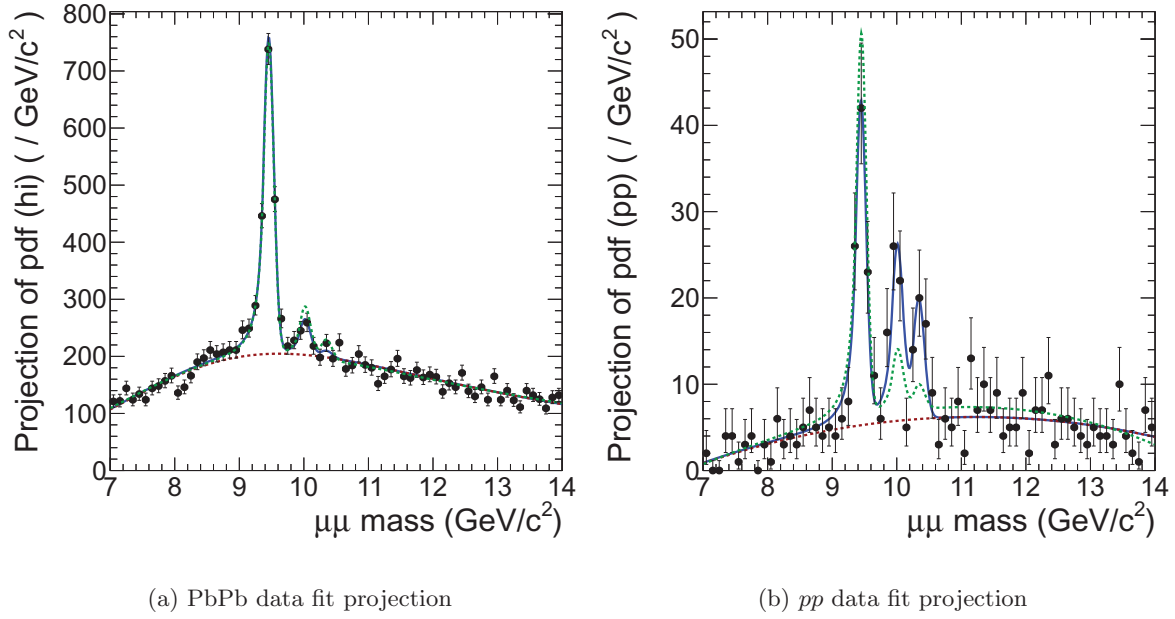 Projection of pdf (hi) ( / GeV/c²)
800
700
600
500
400
300
200
100
0
7 8 9 10 11 12 13 14
μμ mass (GeV/c²)
(a) PbPb data fit projection
Projection of pdf (pp) ( / GeV/c²)
50
40
30
20
10
0
7 8 9 10 11 12 13 14
μμ mass (GeV/c²)
(b) pp data fit projection